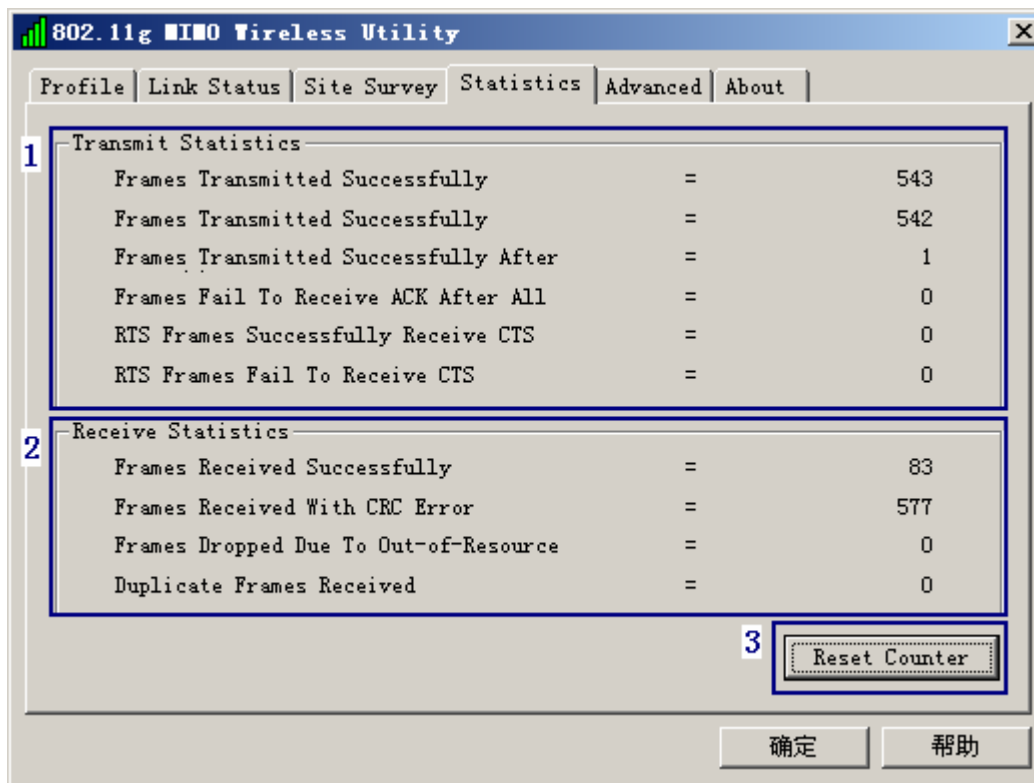 802.11g MIMO Wireless Utility
Profile Link Status Site Survey Statistics Advanced About
1
Transmit Statistics
Frames Transmitted Successfully = 543
Frames Transmitted Successfully = 542
Frames Transmitted Successfully After = 1
Frames Fail To Receive ACK After All = 0
RTS Frames Successfully Receive CTS = 0
RTS Frames Fail To Receive CTS = 0
2
Receive Statistics
Frames Received Successfully = 83
Frames Received With CRC Error = 577
Frames Dropped Due To Out-of-Resource = 0
Duplicate Frames Received = 0
3
Reset Counter
确定 帮助